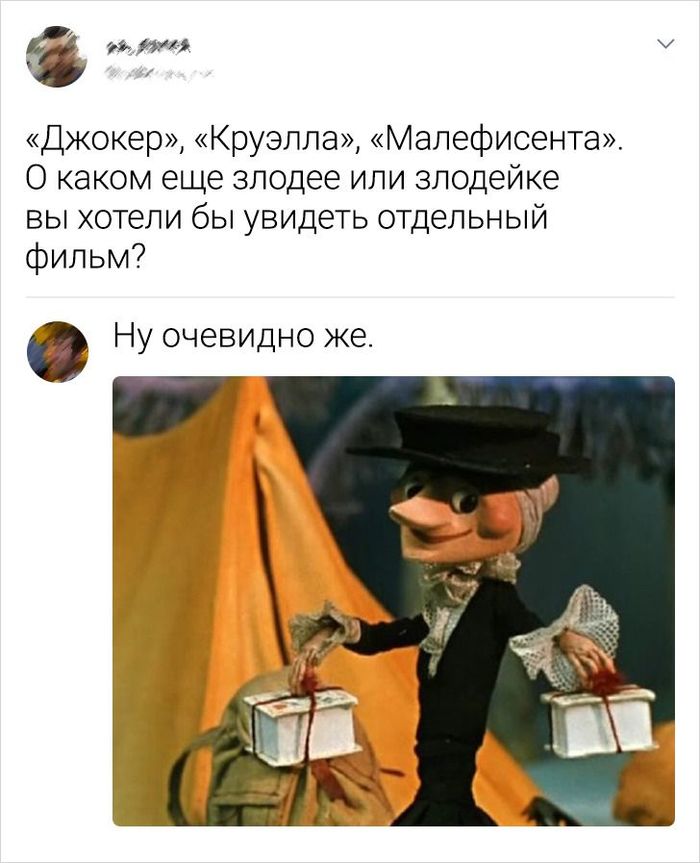 «Джокер», «Круэлла», «Малефисента».
О каком еще злодее или злодейке
вы хотели бы увидеть отдельный
фильм?
Ну очевидно же.